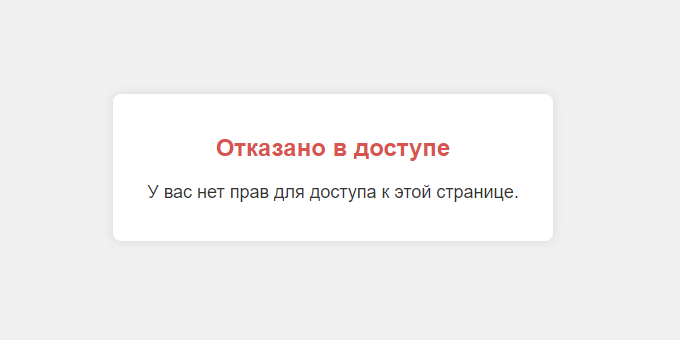 Отказано в доступе
У вас нет прав для доступа к этой странице.